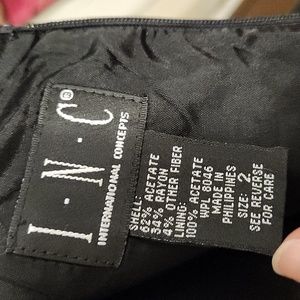 I·N·C®
INTERNATIONAL CONCEPTS
SHELL:
62% ACETATE
34% RAYON
4% OTHER FIBER
LINING:
100% ACETATE
WPL 8046
MADE IN
PHILIPPINES
SIZE: 2
SEE REVERSE
FOR CARE